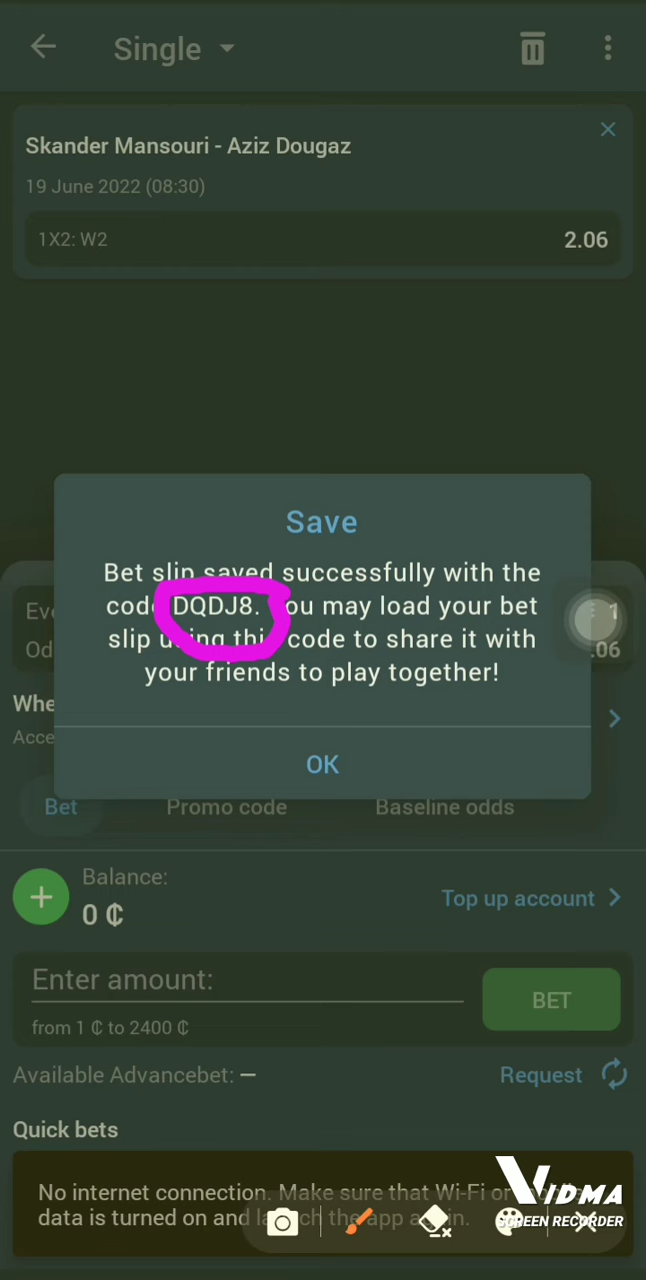 Single
Skander Mansouri - Aziz Dougaz
19 June 2022 (08:30)
1X2: W2 2.06
Save
Bet slip saved successfully with the
code DQDJ8. You may load your bet
slip using this code to share it with
your friends to play together!
1
.06
OK
Bet Promo code Baseline odds
Balance:
0 ₵
Top up account
Enter amount:
BET
from 1 ₵ to 2400 ₵
Available Advancebet: —
Request
Quick bets
No internet connection. Make sure that Wi-Fi or
data is turned on and launch the app again.
VIDMA
SCREEN RECORDER